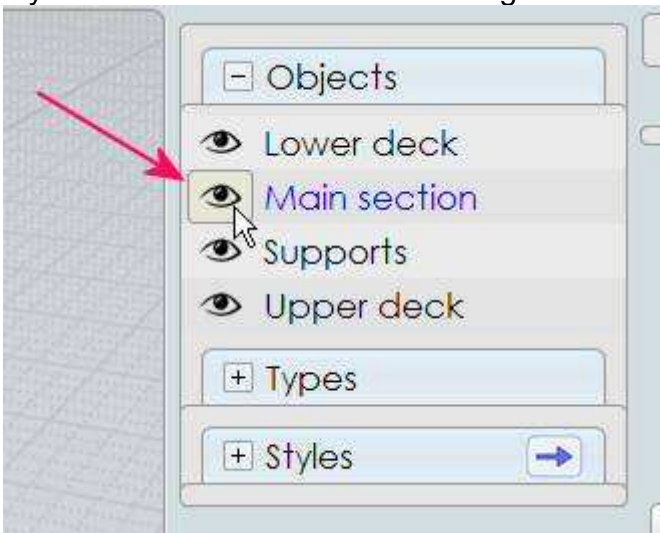 Objects
Lower deck
Main section
Supports
Upper deck
Types
Styles